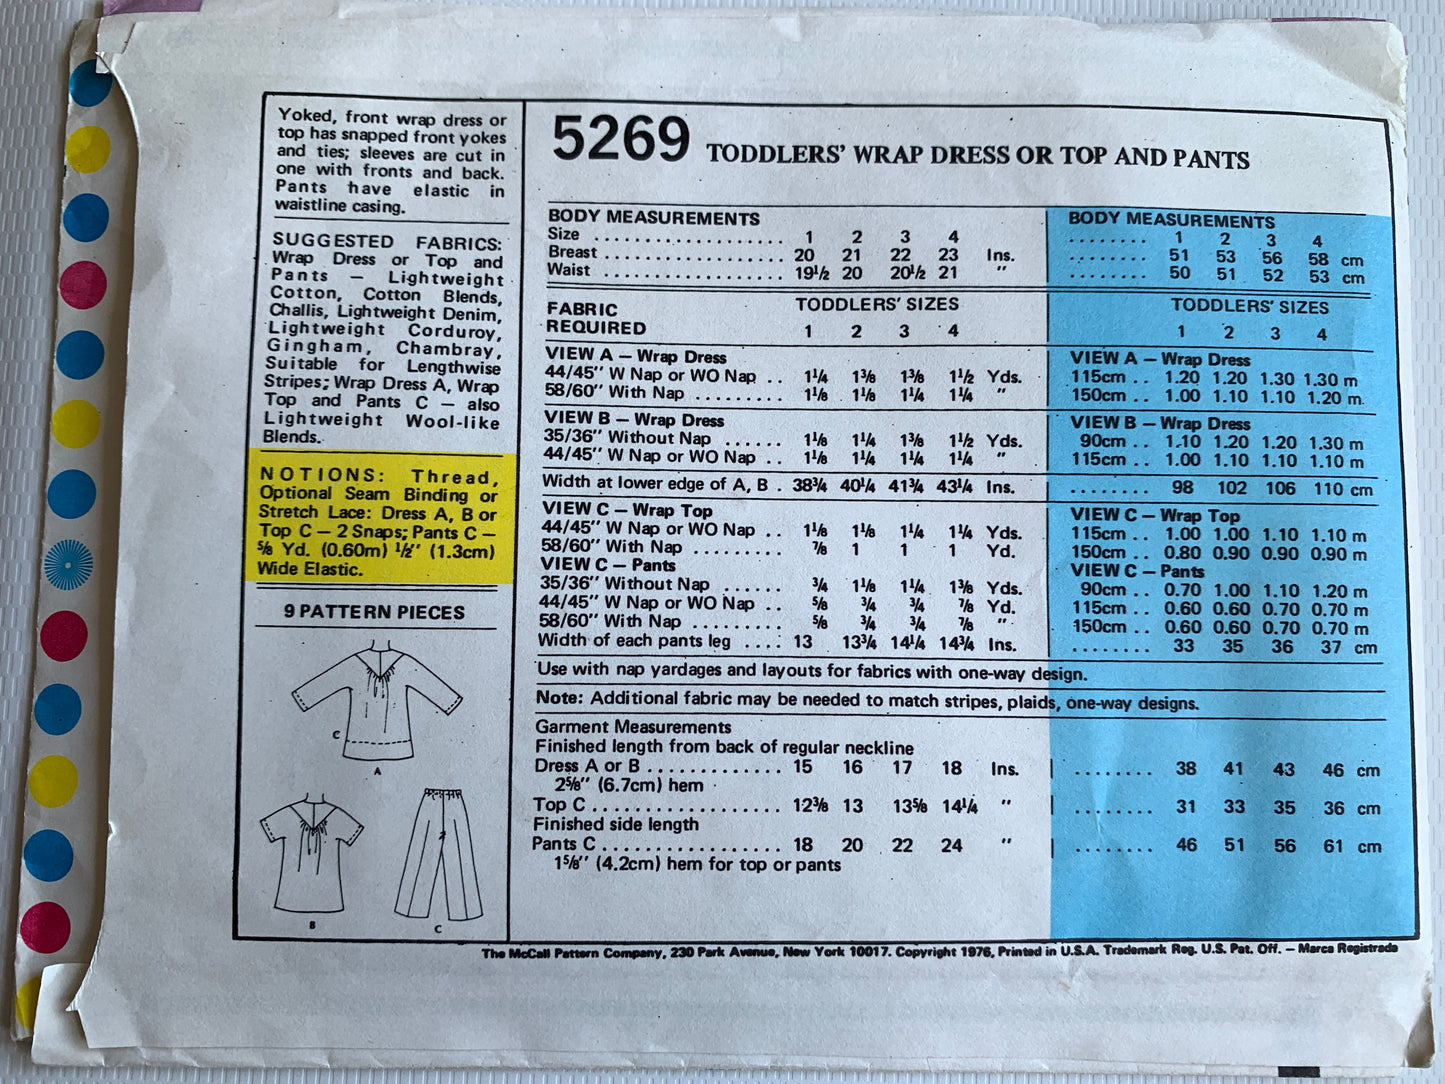 Yoked, front wrap dress or
top has snapped front yokes
and ties; sleeves are cut in
one with fronts and back.
Pants have elastic in
waistline casing.
SUGGESTED FABRICS:
Wrap Dress or Top and
Pants — Lightweight
Cotton, Cotton Blends,
Challis, Lightweight Denim,
Lightweight Corduroy,
Gingham, Chambray,
Suitable for Lengthwise
Stripes; Wrap Dress A, Wrap
Top and Pants C — also
Lightweight Wool-like
Blends.
NOTIONS: Thread,
Optional Seam Binding or
Stretch Lace: Dress A, B or
Top C — 2 Snaps; Pants C —
⅝ Yd. (0.60m) ½" (1.3cm)
Wide Elastic.
9 PATTERN PIECES
C
A
B
C
5269 TODDLERS' WRAP DRESS OR TOP AND PANTS
BODY MEASUREMENTS BODY MEASUREMENTS
Size ................... 1 2 3 4 ........ 1 2 3 4
Breast .................. 20 21 22 23 Ins. ........ 51 53 56 58 cm
Waist ................... 19½ 20 20½ 21 " ........ 50 51 52 53 cm
FABRIC TODDLERS' SIZES TODDLERS' SIZES
REQUIRED 1 2 3 4 1 2 3 4
VIEW A — Wrap Dress VIEW A — Wrap Dress
44/45" W Nap or WO Nap .. 1¼ 1⅜ 1⅜ 1½ Yds. 115cm .. 1.20 1.20 1.30 1.30 m
58/60" With Nap ......... 1⅛ 1⅛ 1¼ 1¼ " 150cm .. 1.00 1.10 1.10 1.20 m
VIEW B — Wrap Dress VIEW B — Wrap Dress
35/36" Without Nap ...... 1⅛ 1¼ 1⅜ 1½ Yds. 90cm .. 1.10 1.20 1.20 1.30 m
44/45" W Nap or WO Nap .. 1⅛ 1¼ 1¼ 1¼ " 115cm .. 1.00 1.10 1.10 1.10 m
Width at lower edge of A, B . 38¾ 40¼ 41¾ 43¼ Ins. ........ 98 102 106 110 cm
VIEW C — Wrap Top VIEW C — Wrap Top
44/45" W Nap or WO Nap .. 1⅛ 1⅛ 1¼ 1¼ Yds. 115cm .. 1.00 1.00 1.10 1.10 m
58/60" With Nap ......... ⅞ 1 1 1 Yd. 150cm .. 0.80 0.90 0.90 0.90 m
VIEW C — Pants VIEW C — Pants
35/36" Without Nap ...... ¾ 1⅛ 1¼ 1⅜ Yds. 90cm .. 0.70 1.00 1.10 1.20 m
44/45" W Nap or WO Nap .. ⅝ ¾ ¾ ⅞ Yd. 115cm .. 0.60 0.60 0.70 0.70 m
58/60" With Nap ......... ⅝ ¾ ¾ ⅞ " 150cm .. 0.60 0.60 0.70 0.70 m
Width of each pants leg .... 13 13¾ 14¼ 14¾ Ins. ........ 33 35 36 37 cm
Use with nap yardages and layouts for fabrics with one-way design.
Note: Additional fabric may be needed to match stripes, plaids, one-way designs.
Garment Measurements
Finished length from back of regular neckline
Dress A or B ............. 15 16 17 18 Ins. ........ 38 41 43 46 cm
2⅝" (6.7cm) hem
Top C ................... 12⅜ 13 13⅝ 14¼ " ........ 31 33 35 36 cm
Finished side length
Pants C .................. 18 20 22 24 " ........ 46 51 56 61 cm
1⅝" (4.2cm) hem for top or pants
The McCall Pattern Company, 230 Park Avenue, New York 10017. Copyright 1976, Printed in U.S.A. Trademark Reg. U.S. Pat. Off. — Marca Registrada